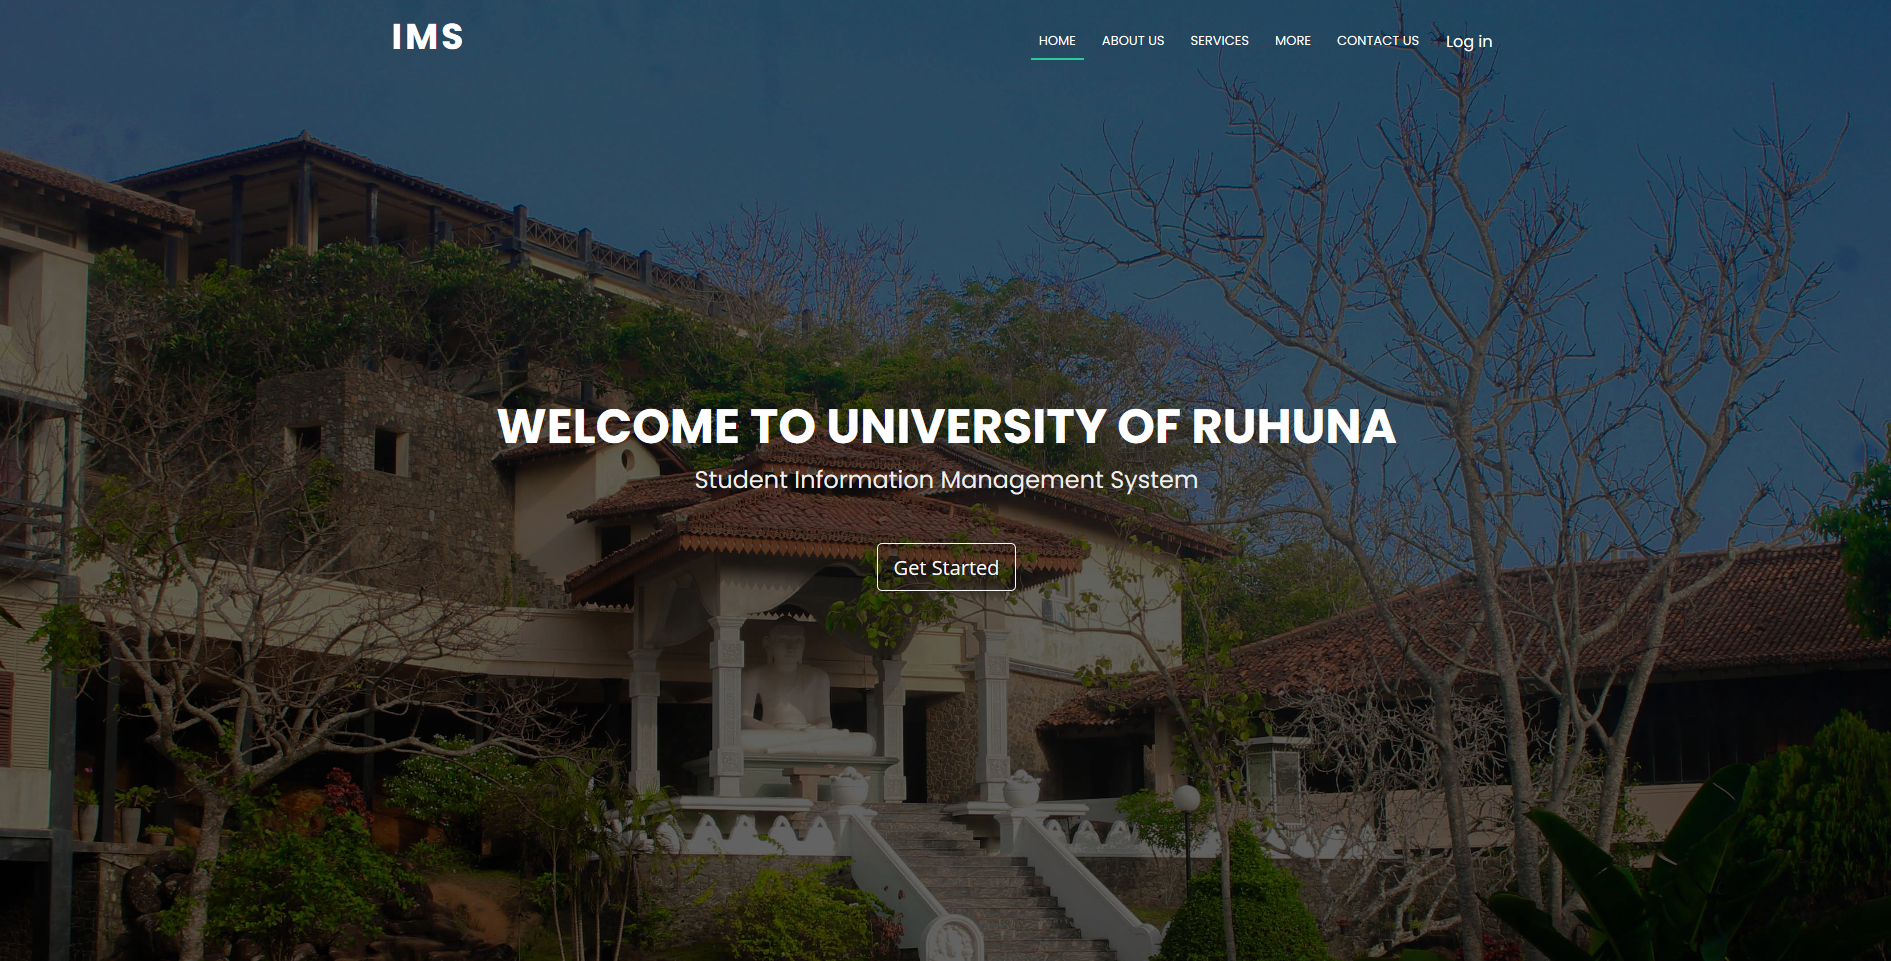 IMS
HOME ABOUT US SERVICES MORE CONTACT US Log in
WELCOME TO UNIVERSITY OF RUHUNA
Student Information Management System
Get Started